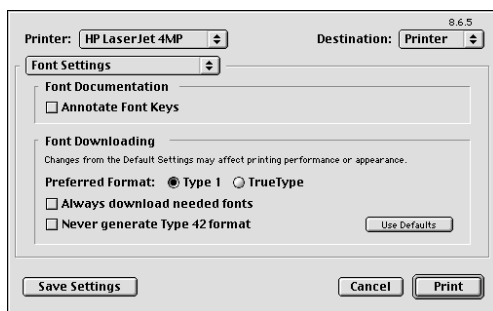 8.6.5
Printer: HP LaserJet 4MP Destination: Printer
Font Settings
Font Documentation
Annotate Font Keys
Font Downloading
Changes from the Default Settings may affect printing performance or appearance.
Preferred Format: Type 1 TrueType
Always download needed fonts
Never generate Type 42 format Use Defaults
Save Settings Cancel Print